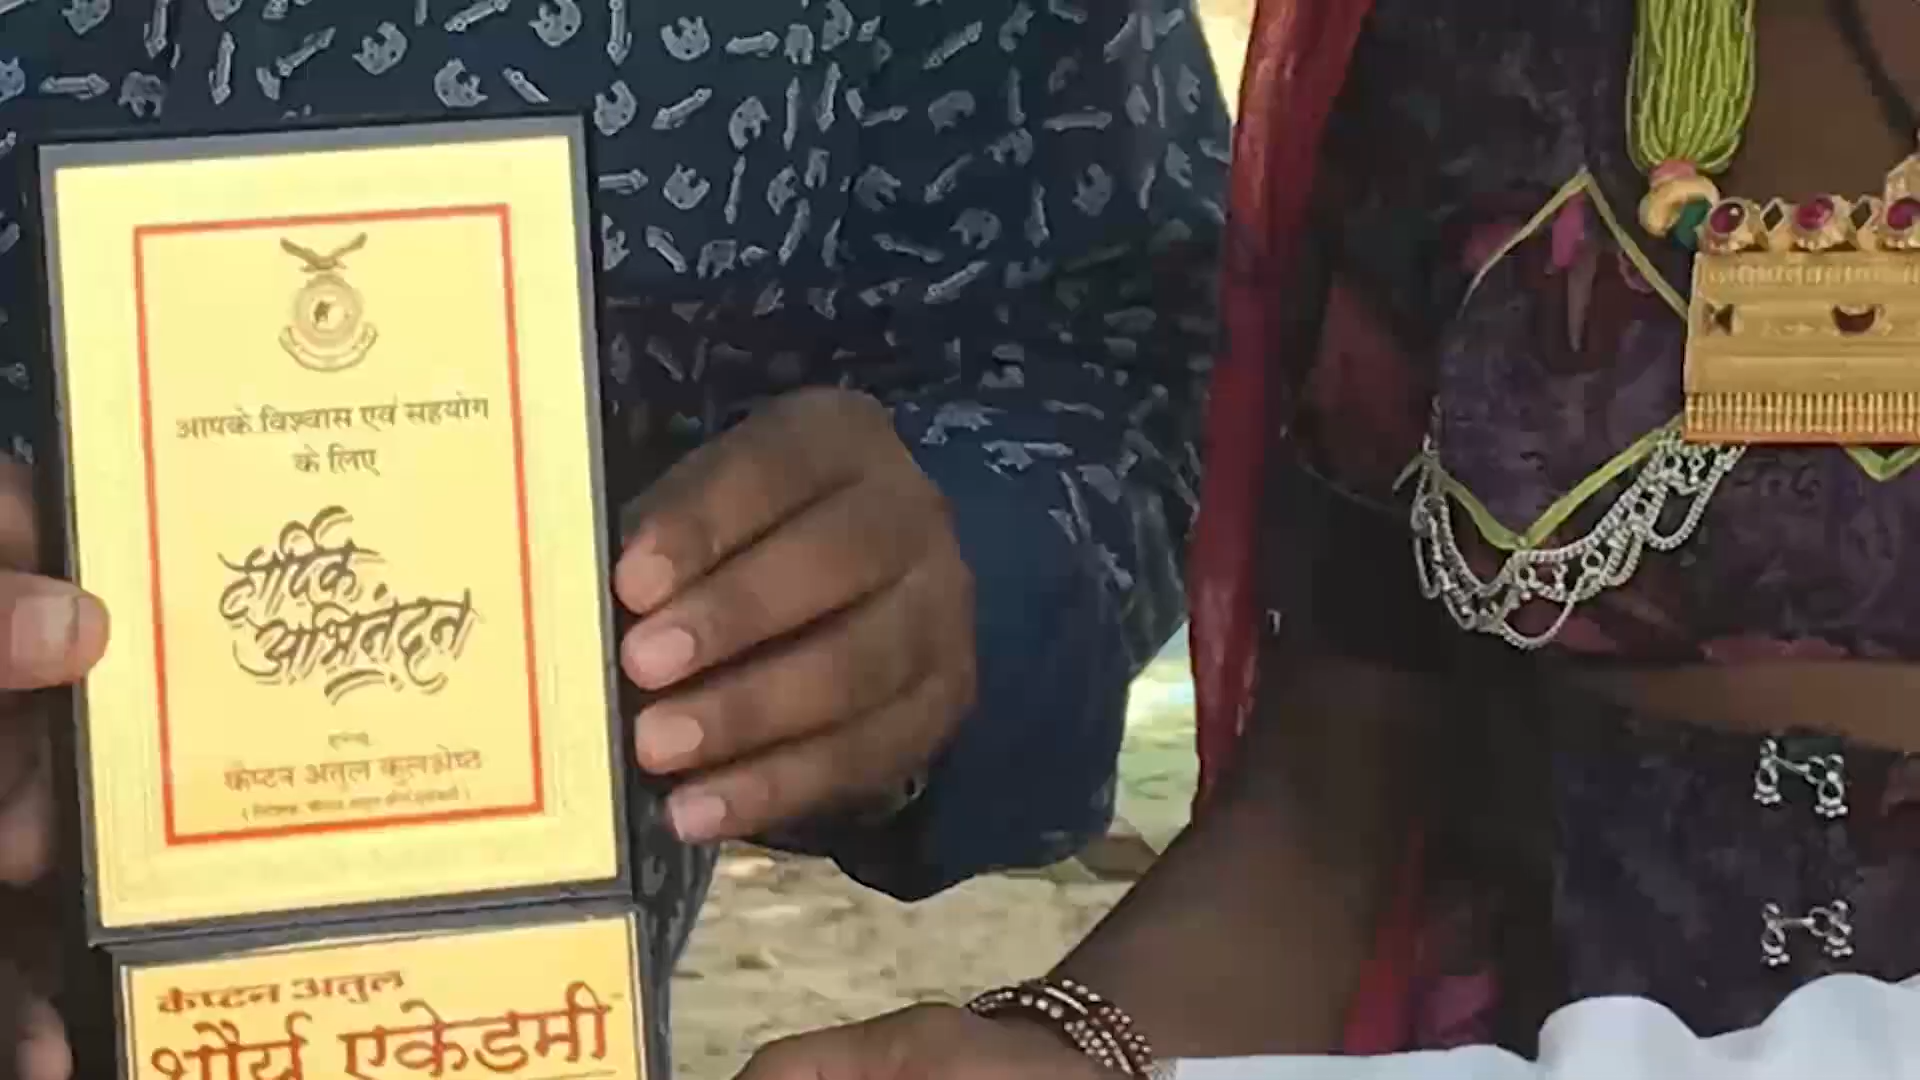 आपके विश्वास एवं सहयोग
के लिए
हार्दिक
अभिनंदन
कैप्टन अतुल कुलश्रेष्ठ
कैप्टन अतुल
शौर्य एकेडमी